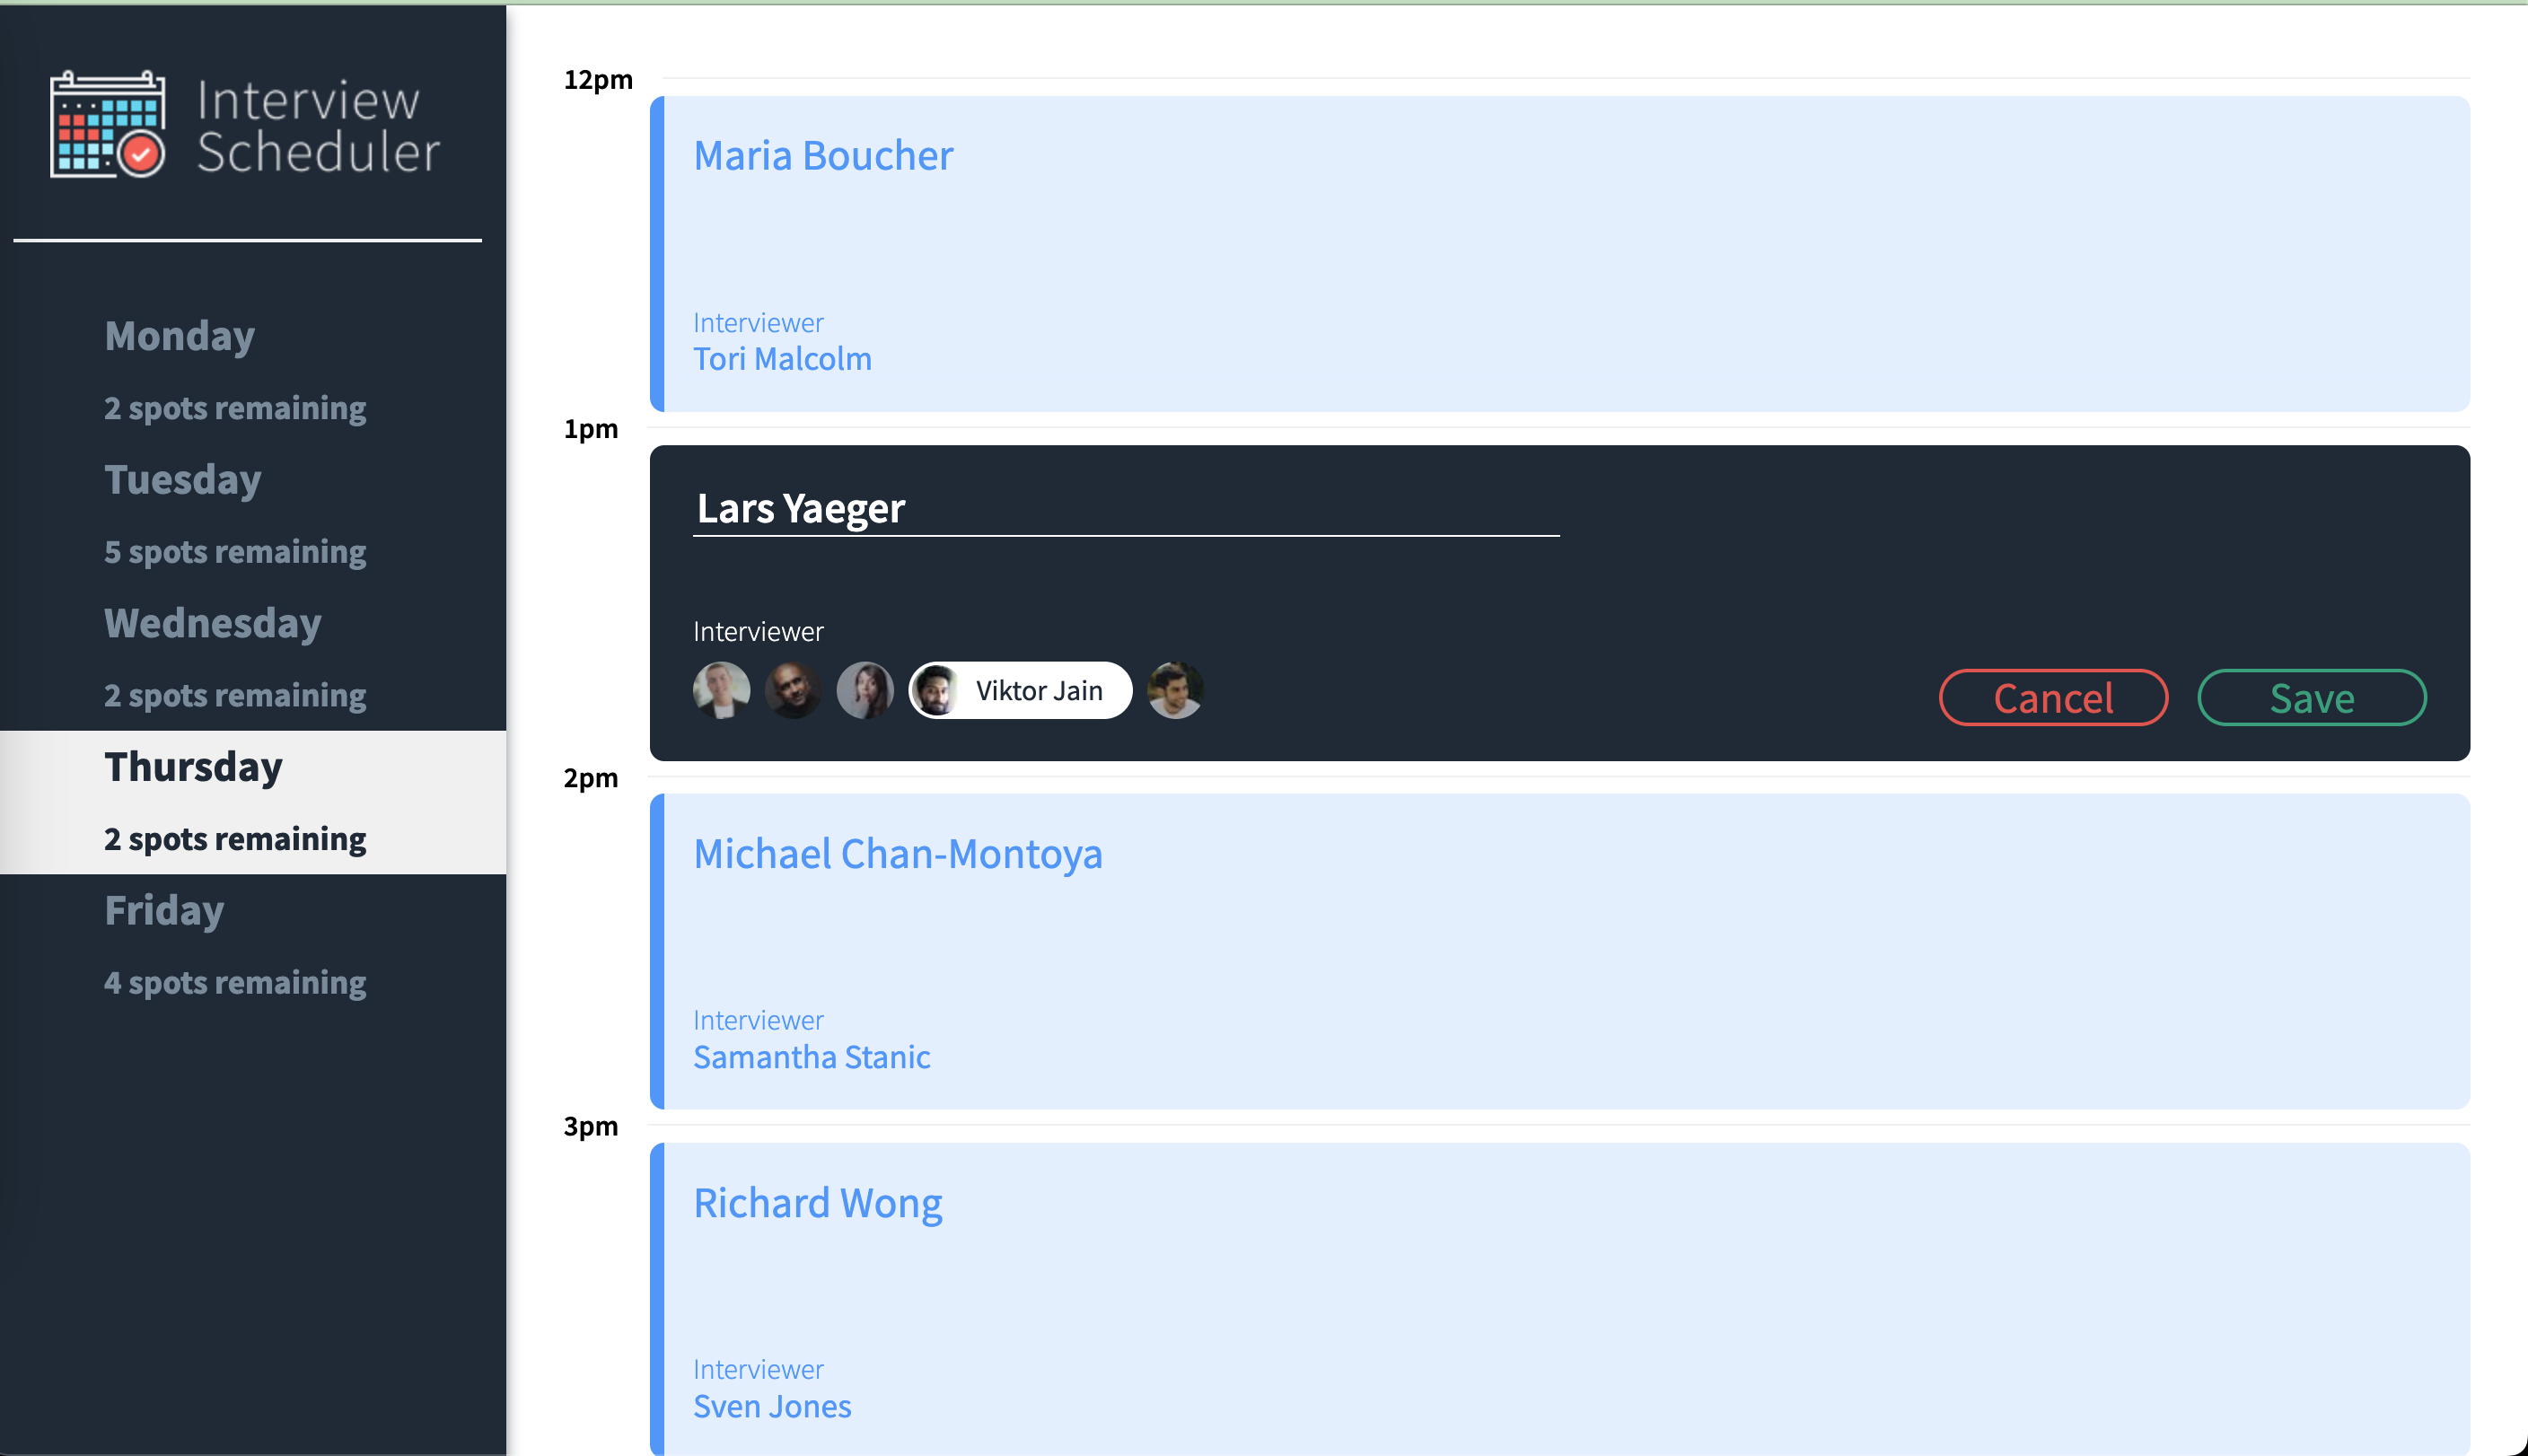 Interview
Scheduler
Monday
2 spots remaining
Tuesday
5 spots remaining
Wednesday
2 spots remaining
Thursday
2 spots remaining
Friday
4 spots remaining
12pm
Maria Boucher
Interviewer
Tori Malcolm
1pm
Lars Yaeger
Interviewer
Viktor Jain
Cancel Save
2pm
Michael Chan-Montoya
Interviewer
Samantha Stanic
3pm
Richard Wong
Interviewer
Sven Jones